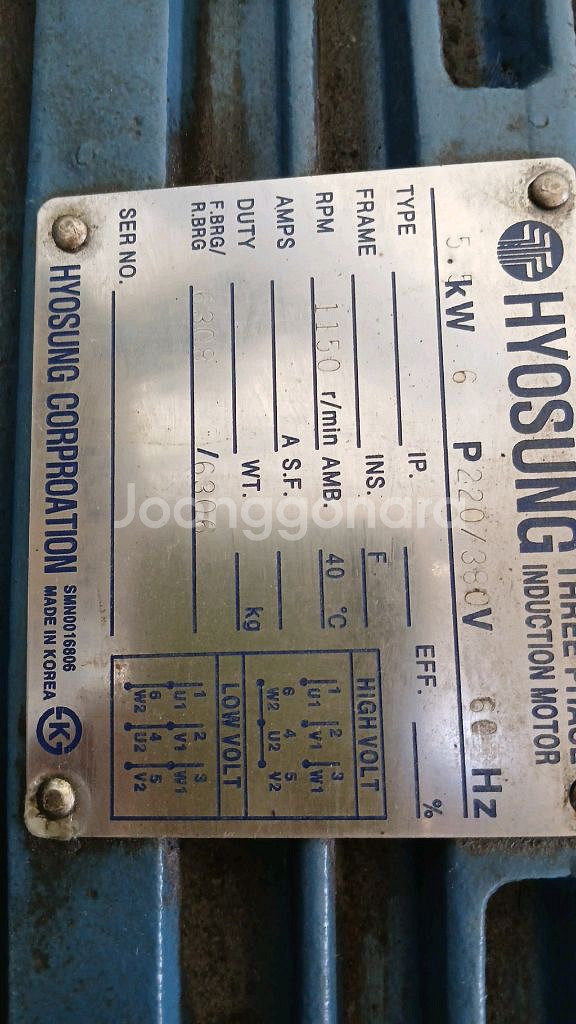 HYOSUNG THREE PHASE INDUCTION MOTOR
5.5 kW 6 P 220/380 V 60 Hz
TYPE IP. EFF. %
FRAME INS. F
RPM 1150 r/min AMB. 40 °C
AMPS A S.F.
DUTY WT. kg
F.BRG/ R.BRG 6308 /6306
SER NO.
HIGH VOLT
1 2 3
U1 V1 W1
6 4 5
W2 U2 V2
LOW VOLT
1 2 3
U1 V1 W1
6 4 5
W2 U2 V2
HYOSUNG CORPROATION
SMN0016806
MADE IN KOREA
Joonggonara